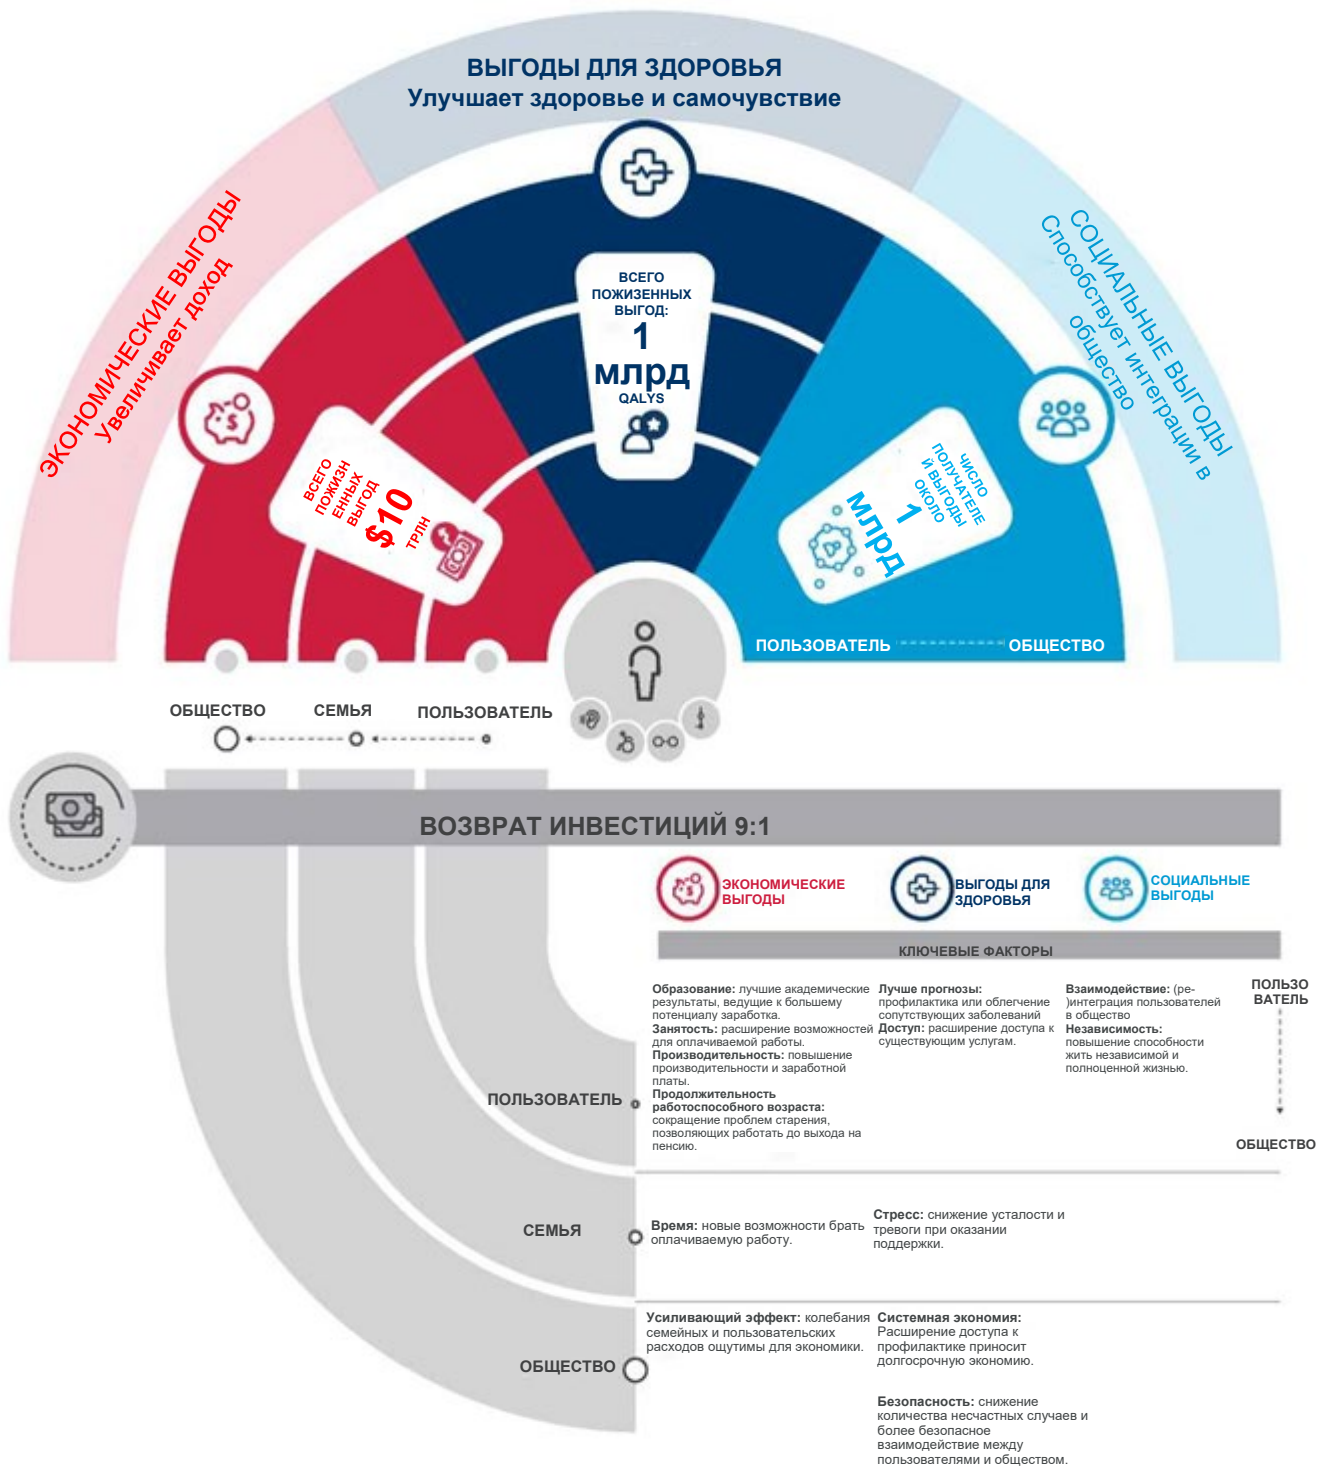 ВЫГОДЫ ДЛЯ ЗДОРОВЬЯ
Улучшает здоровье и самочувствие
ЭКОНОМИЧЕСКИЕ ВЫГОДЫ
Увеличивает доход
СОЦИАЛЬНЫЕ ВЫГОДЫ
Способствует интеграции в
общество
ВСЕГО
ПОЖИЗЕННЫХ
ВЫГОД:
1
млрд
QALYS
ВСЕГО
ПОЖИЗН
ЕННЫХ
ВЫГОД
$10
ТРЛН
ЧИСЛО
ПОЛУЧАТЕЛЕ
Й ВЫГОДЫ
ОКОЛО
1
млрд
ПОЛЬЗОВАТЕЛЬ
ОБЩЕСТВО
ОБЩЕСТВО
СЕМЬЯ
ПОЛЬЗОВАТЕЛЬ
ВОЗВРАТ ИНВЕСТИЦИЙ 9:1
ЭКОНОМИЧЕСКИЕ
ВЫГОДЫ
ВЫГОДЫ ДЛЯ
ЗДОРОВЬЯ
СОЦИАЛЬНЫЕ
ВЫГОДЫ
КЛЮЧЕВЫЕ ФАКТОРЫ
ПОЛЬЗОВАТЕЛЬ
Образование: лучшие академические
результаты, ведущие к большему
потенциалу заработка.
Занятость: расширение возможностей
для оплачиваемой работы.
Производительность: повышение
производительности и заработной
платы.
Продолжительность
работоспособного возраста:
сокращение проблем старения,
позволяющих работать до выхода на
пенсию.
Лучше прогнозы:
профилактика или облегчение
сопутствующих заболеваний
Доступ: расширение доступа к
существующим услугам.
Взаимодействие: (ре-
)интеграция пользователей
в общество
Независимость:
повышение способности
жить независимой и
полноценной жизнью.
ПОЛЬЗО
ВАТЕЛЬ
ОБЩЕСТВО
СЕМЬЯ
Время: новые возможности брать
оплачиваемую работу.
Стресс: снижение усталости и
тревоги при оказании
поддержки.
ОБЩЕСТВО
Усиливающий эффект: колебания
семейных и пользовательских
расходов ощутимы для экономики.
Системная экономия:
Расширение доступа к
профилактике приносит
долгосрочную экономию.
Безопасность: снижение
количества несчастных случаев и
более безопасное
взаимодействие между
пользователями и обществом.